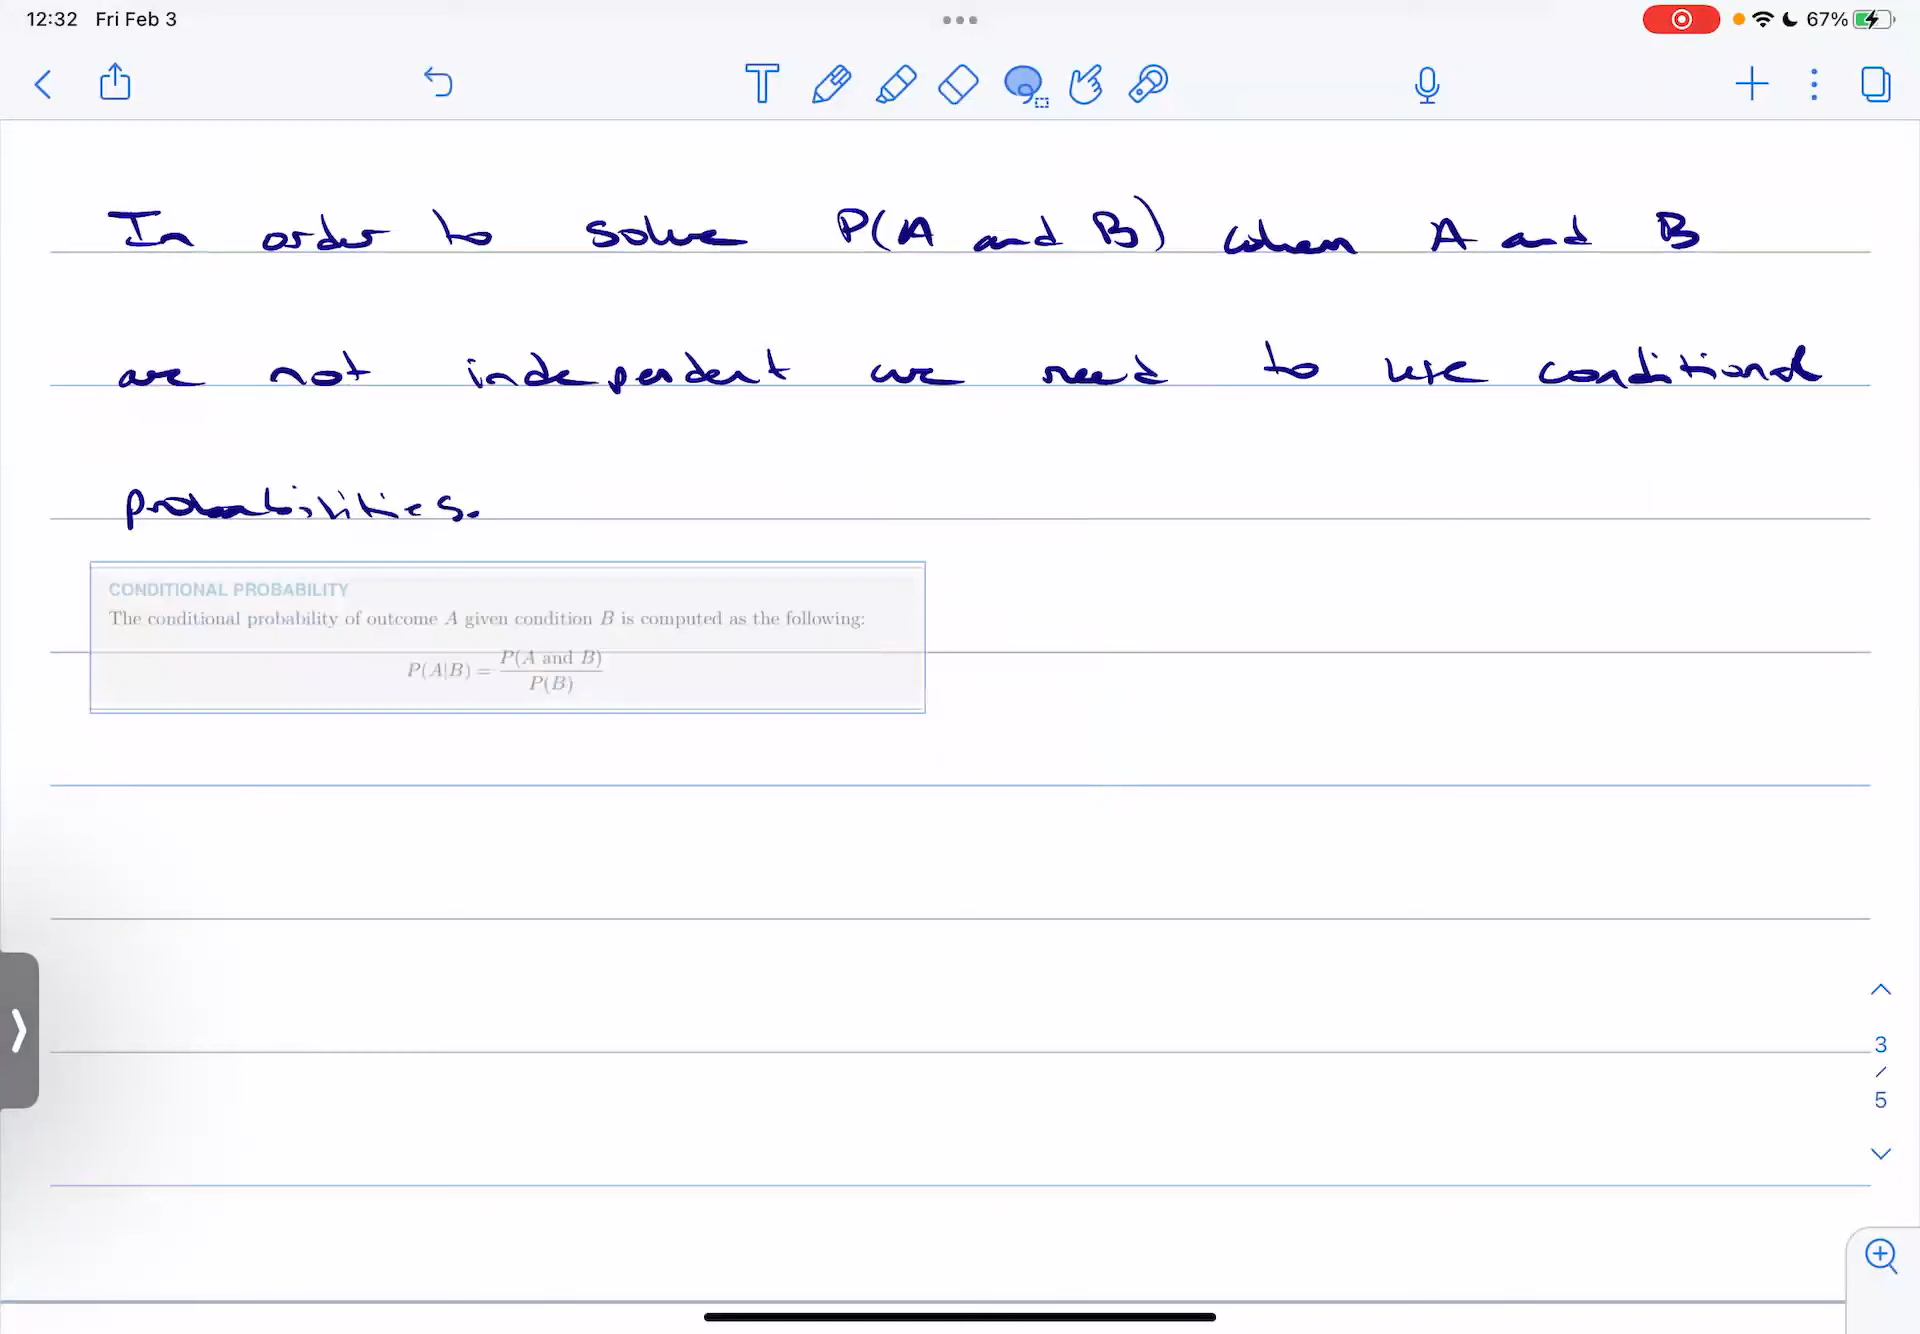 12:32 Fri Feb 3 67%
In order to solve P(A and B) when A and B
are not independent we need to use conditional
probabilities.
CONDITIONAL PROBABILITY
The conditional probability of outcome A given condition B is computed as the following:
P(A|B) = P(A and B) / P(B)
3
/
5